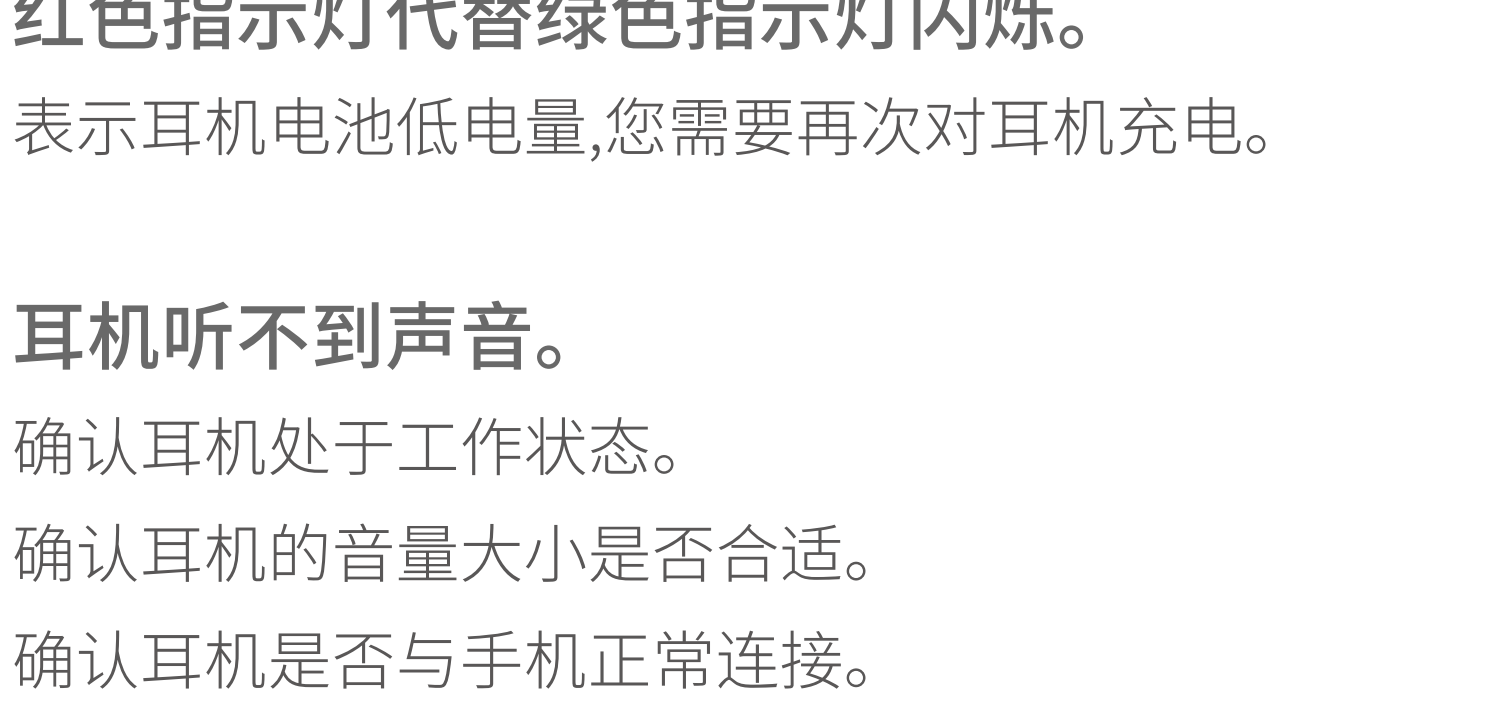 红色指示灯代替绿色指示灯闪烁。
表示耳机电池低电量,您需要再次对耳机充电。
耳机听不到声音。
确认耳机处于工作状态。
确认耳机的音量大小是否合适。
确认耳机是否与手机正常连接。